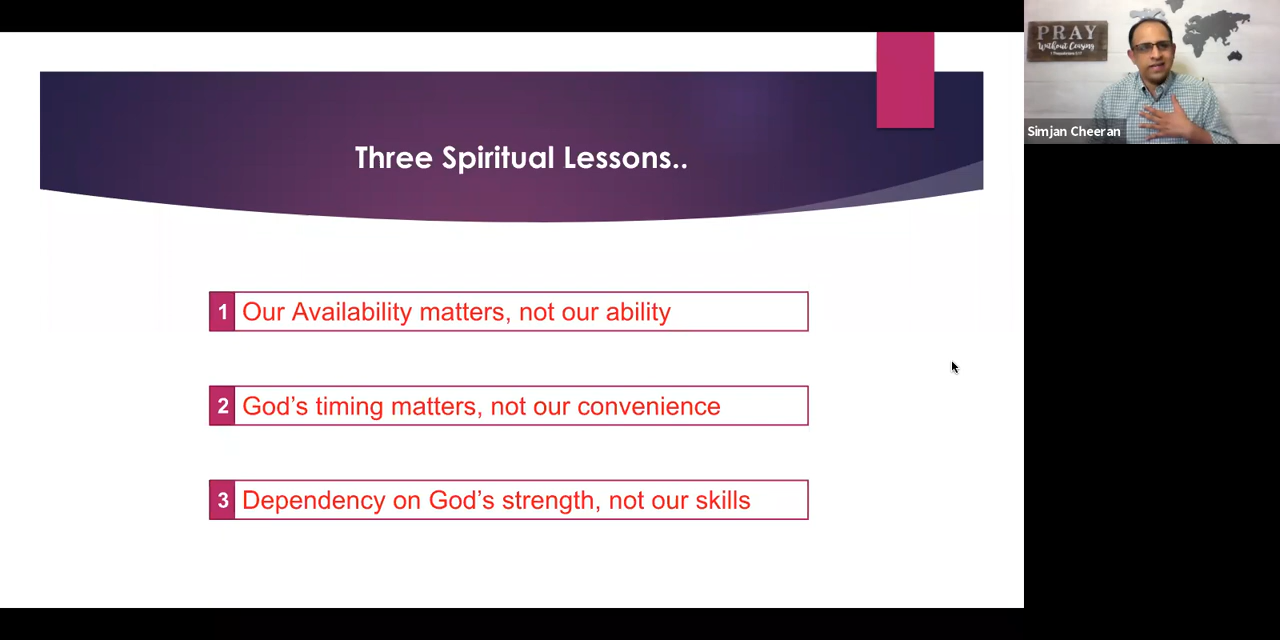 Three Spiritual Lessons..
1 Our Availability matters, not our ability
2 God's timing matters, not our convenience
3 Dependency on God's strength, not our skills
PRAY
Without Ceasing
Simjan Cheeran